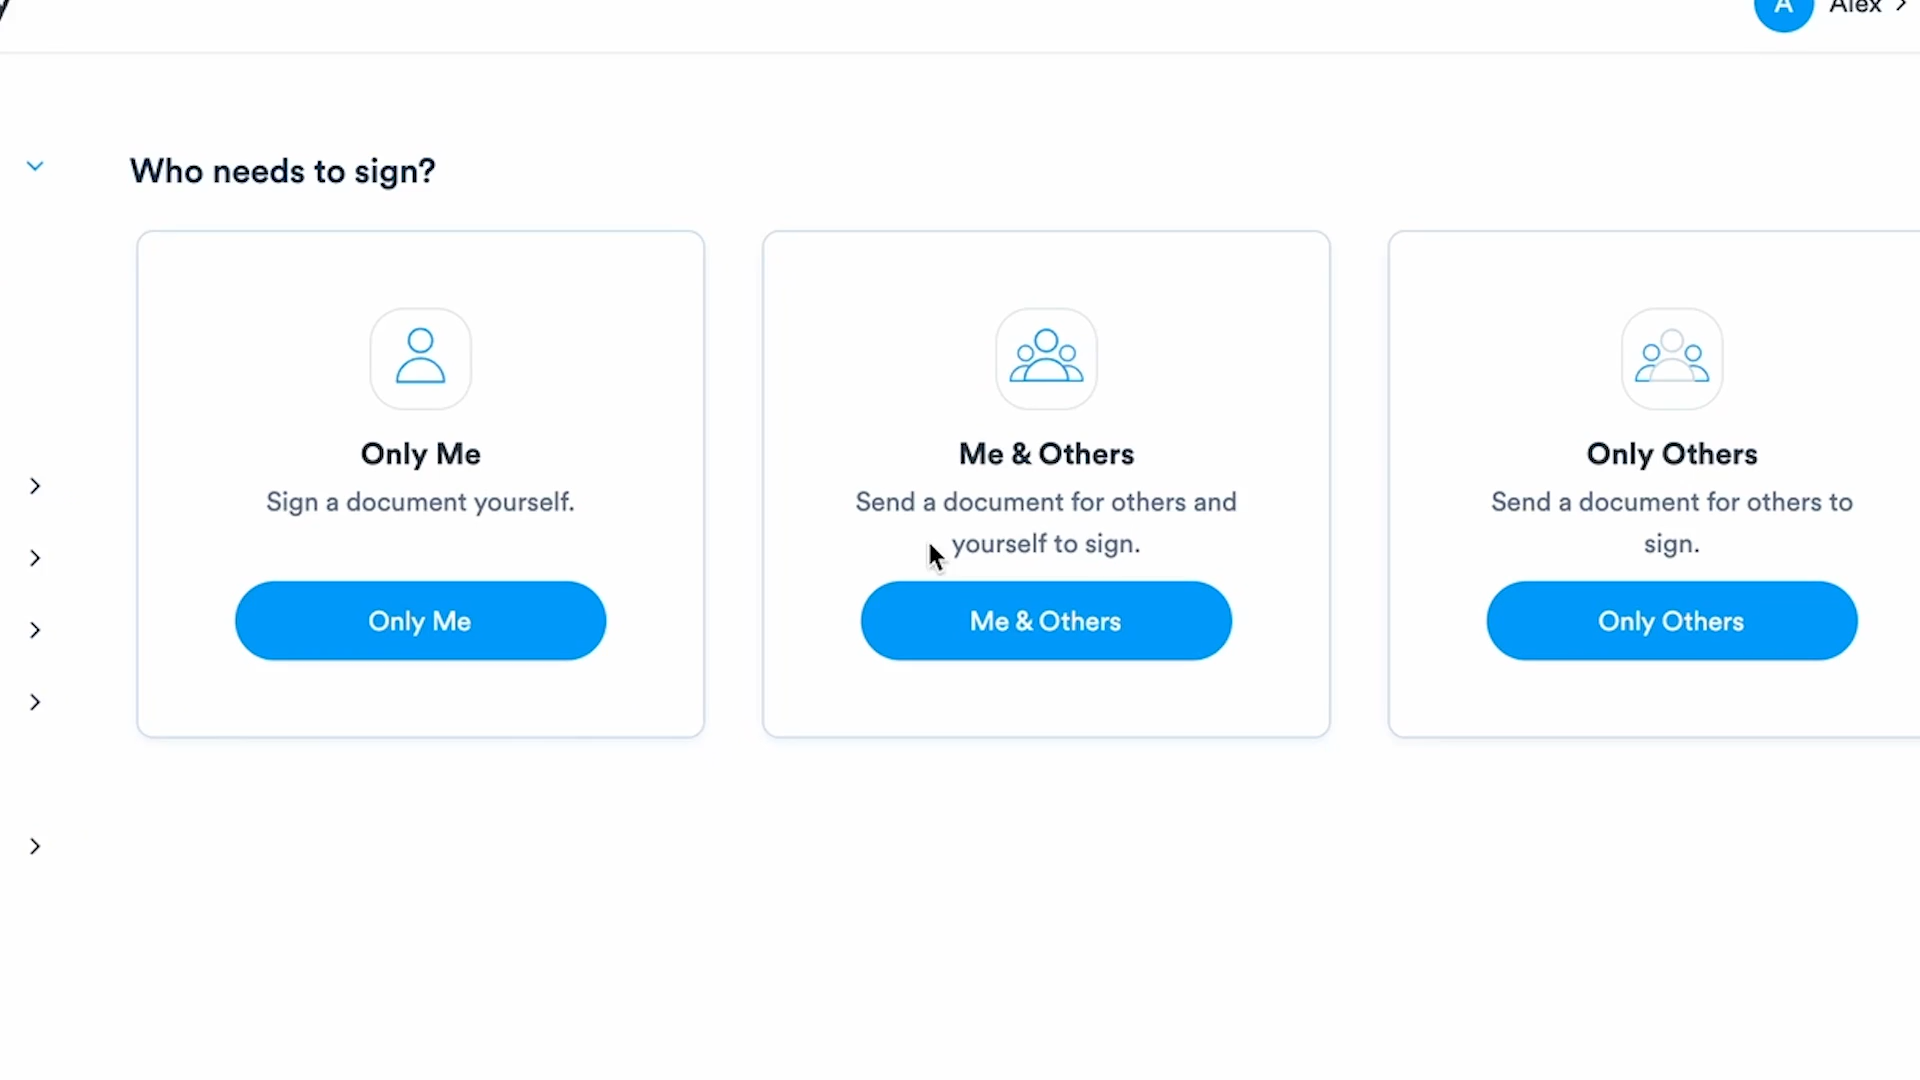 A Alex
Who needs to sign?
Only Me
Sign a document yourself.
Only Me
Me & Others
Send a document for others and
yourself to sign.
Me & Others
Only Others
Send a document for others to
sign.
Only Others